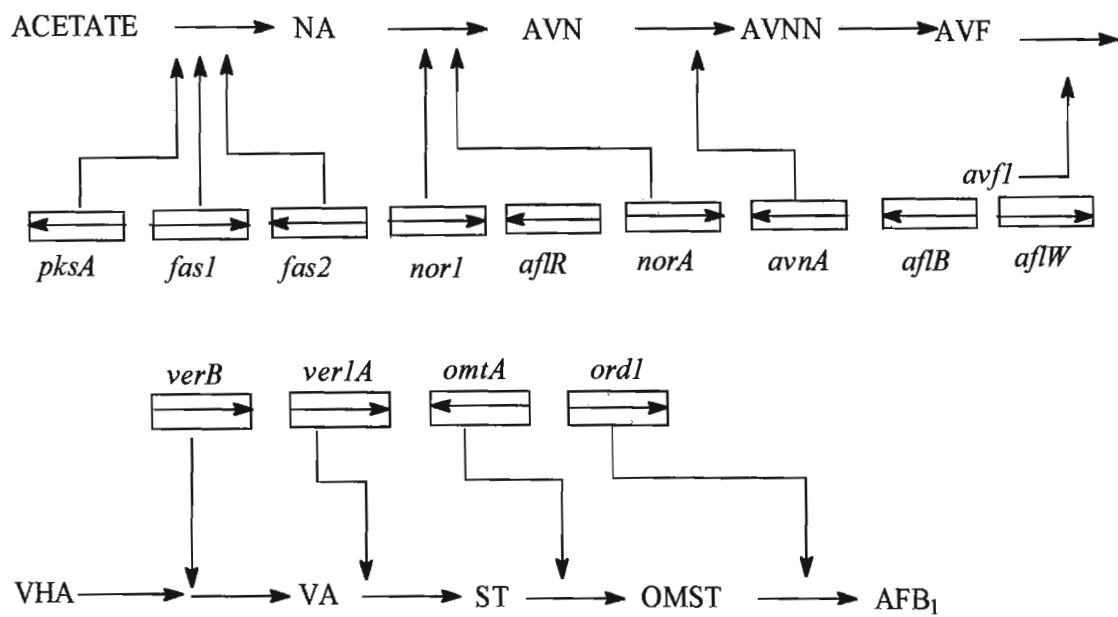 ACETATE NA AVN AVNN AVF
avf1
pksA fas1 fas2 nor1 aflR norA avnA aflB aflW
verB ver1A omtA ord1
VHA VA ST OMST AFB₁